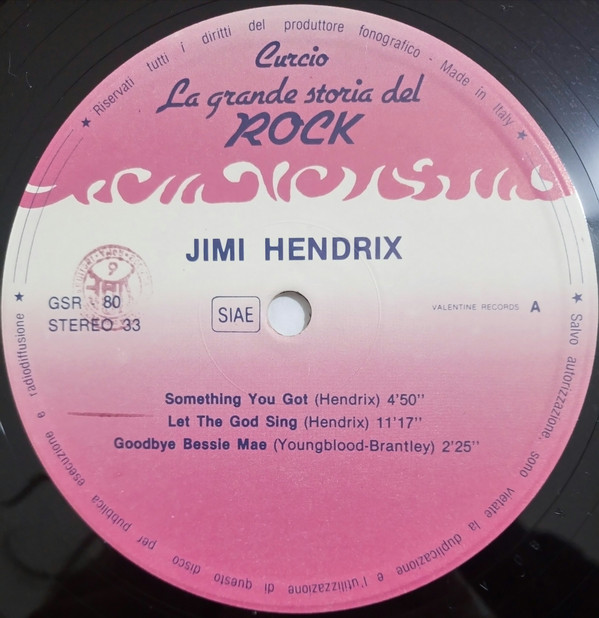 ★ Riservati tutti i diritti del produttore fonografico - Made in Italy ★
Curcio
La grande storia del
ROCK
JIMI HENDRIX
GSR 80
STEREO 33
SIAE
VALENTINE RECORDS A
Something You Got (Hendrix) 4'50''
Let The God Sing (Hendrix) 11'17''
Goodbye Bessie Mae (Youngblood-Brantley) 2'25''
★ Salvo autorizzazione, sono vietate la duplicazione e l'utilizzazione di questo disco per pubblica esecuzione e radiodiffusione ★